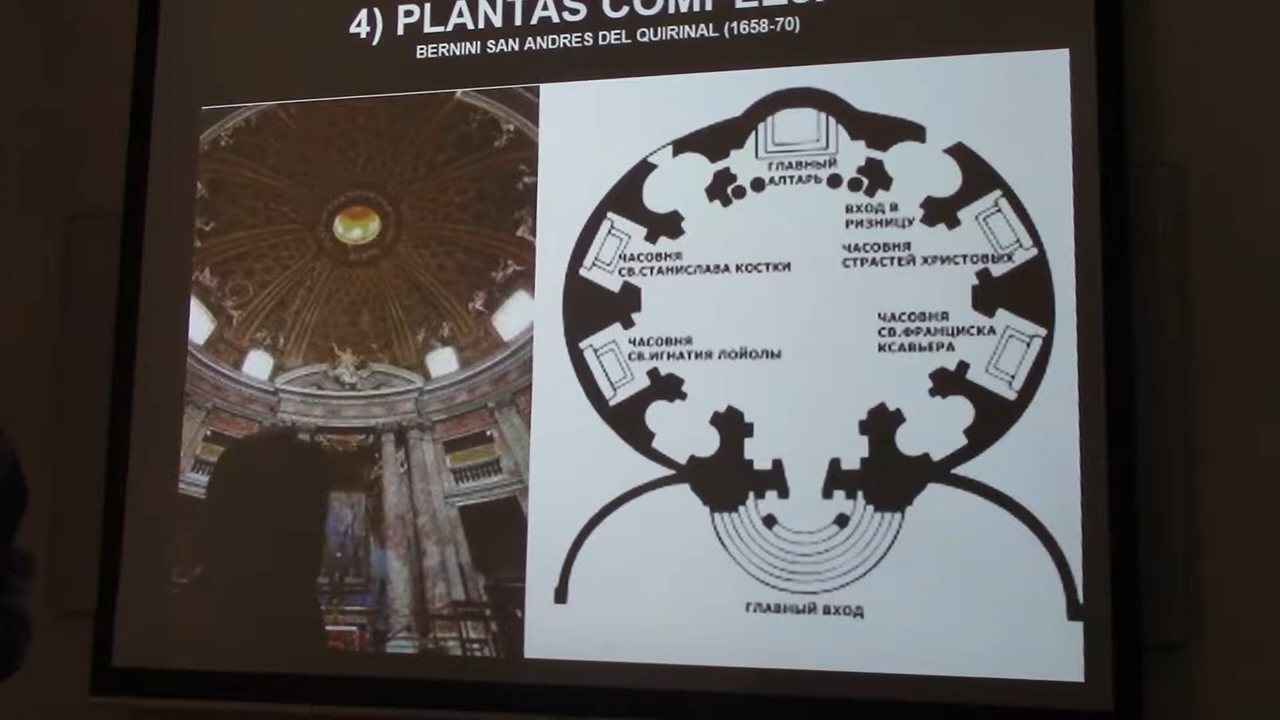 4) PLANTAS
BERNINI SAN ANDRES DEL QUIRINAL (1658-70)
ГЛАВНЫЙ
АЛТАРЬ
ВХОД В
РИЗНИЦУ
ЧАСОВНЯ
СТРАСТЕЙ ХРИСТОВЫХ
ЧАСОВНЯ
СВ.СТАНИСЛАВА КОСТКИ
ЧАСОВНЯ
СВ.ФРАНЦИСКА
КСАВЬЕРА
ЧАСОВНЯ
СВ.ИГНАТИЯ ЛОЙОЛЫ
ГЛАВНЫЙ ВХОД